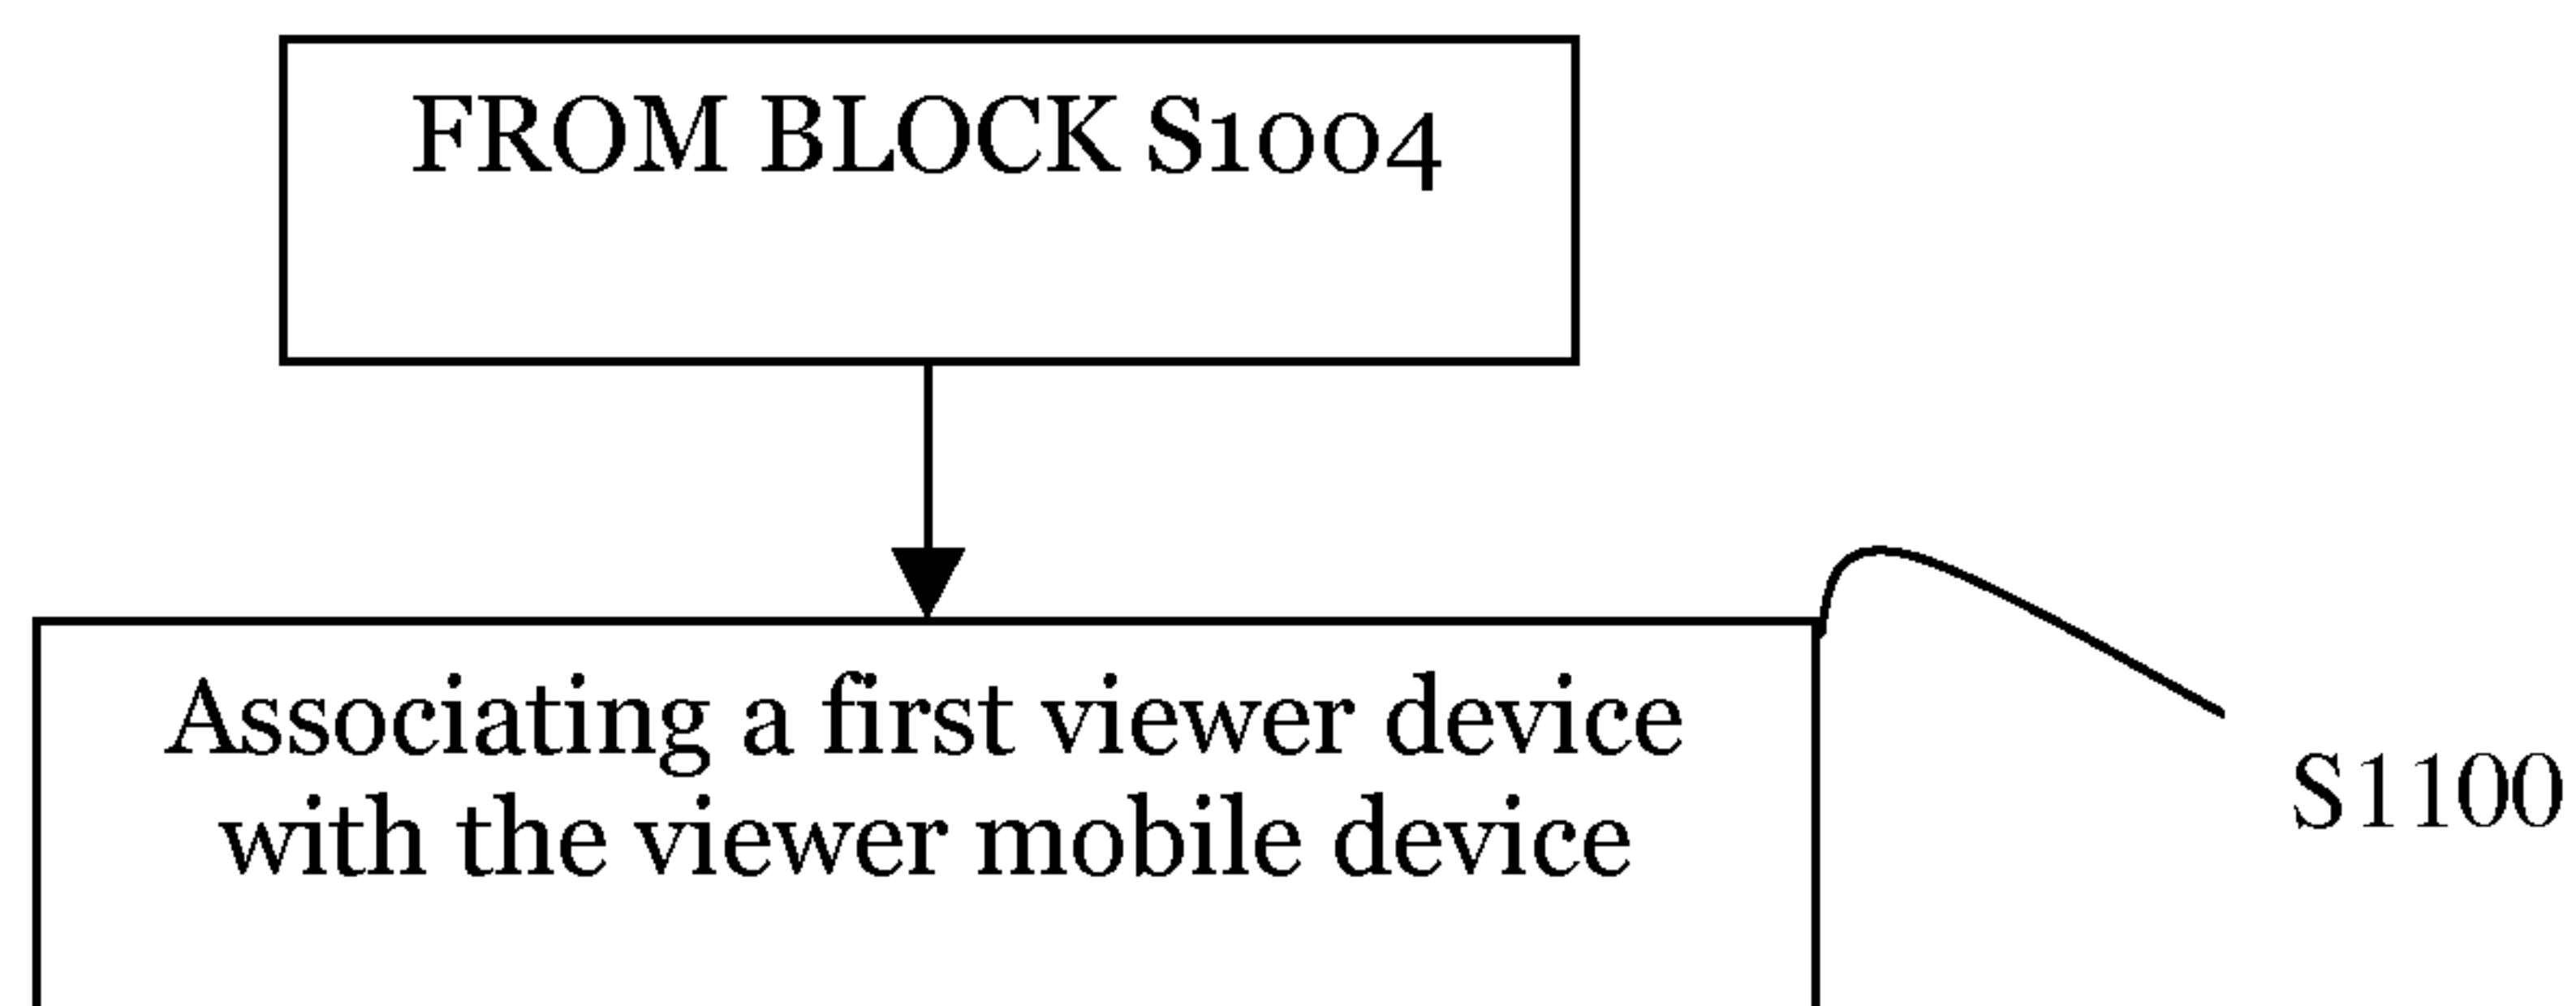 FROM BLOCK S1004
Associating a first viewer device
with the viewer mobile device
S1100